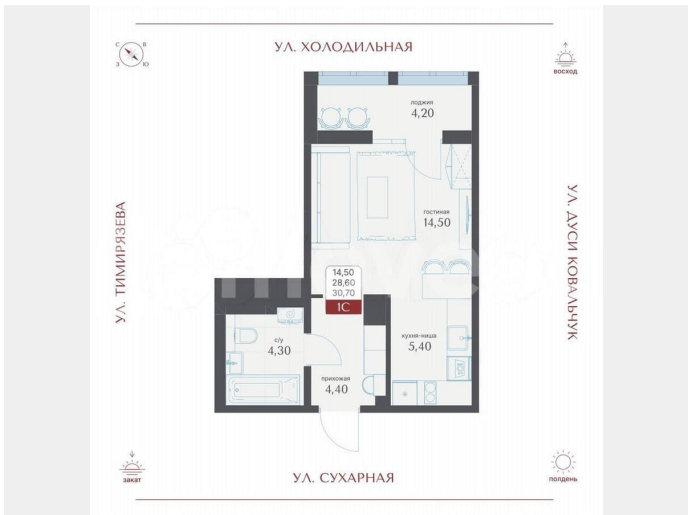 УЛ. ХОЛОДИЛЬНАЯ
С В
З Ю
восход
лоджия
4,20
УЛ. ТИМИРЯЗЕВА
гостиная
14,50
УЛ. ДУСИ КОВАЛЬЧУК
14,50
28,60
30,70
1С
с/у
4,30
кухня-ниша
5,40
прихожая
4,40
закат
УЛ. СУХАРНАЯ
полдень